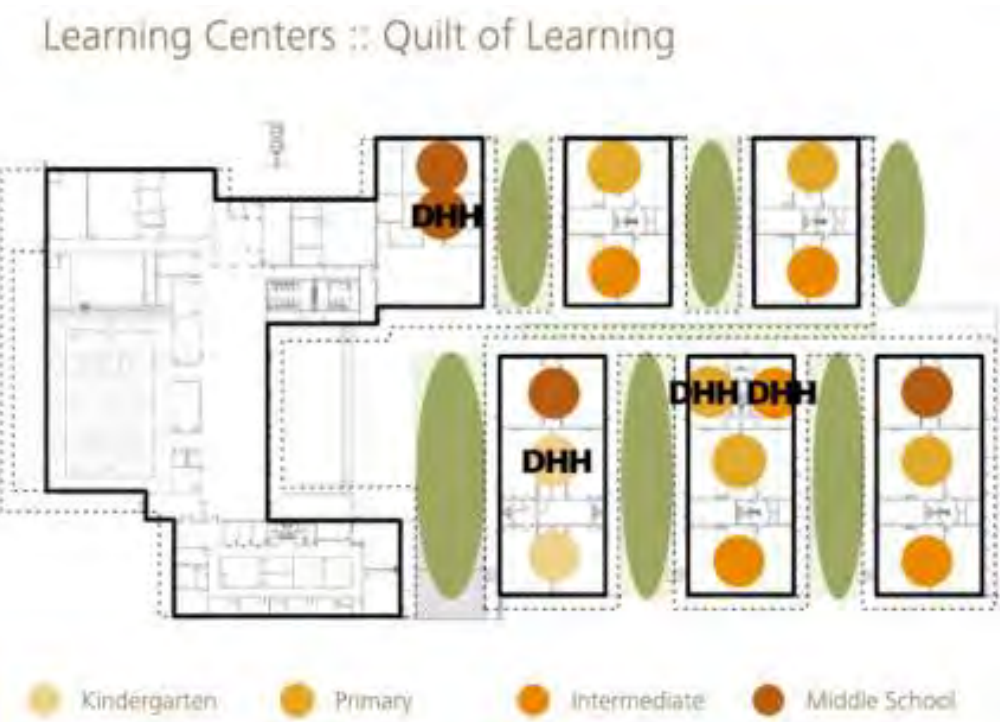 Learning Centers :: Quilt of Learning
DHH
DHH DHH
DHH
Kindergarten Primary Intermediate Middle School